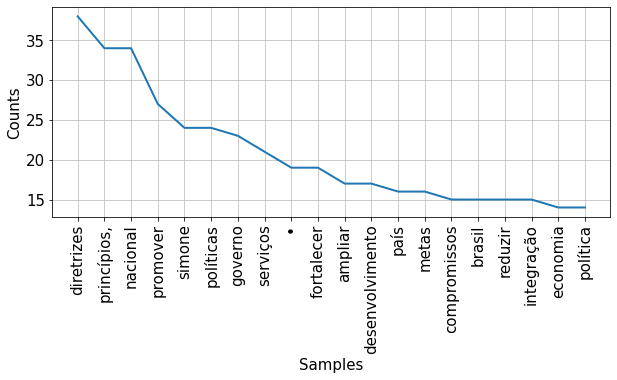 Counts
35
30
25
20
15
diretrizes
princípios,
nacional
promover
simone
políticas
governo
serviços
•
fortalecer
ampliar
desenvolvimento
país
metas
compromissos
brasil
reduzir
integração
economia
política
Samples